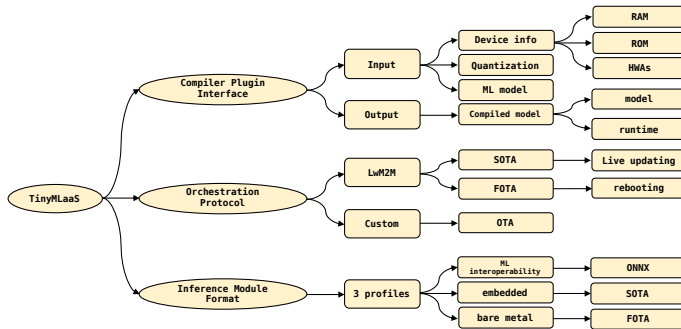 TinyMLaaS
Compiler Plugin
Interface
Input
Device info
RAM
ROM
HWAs
Quantization
ML model
Output
Compiled model
model
runtime
Orchestration
Protocol
LwM2M
SOTA
Live updating
FOTA
rebooting
Custom
OTA
Inference Module
Format
3 profiles
ML
interoperability
ONNX
embedded
SOTA
bare metal
FOTA